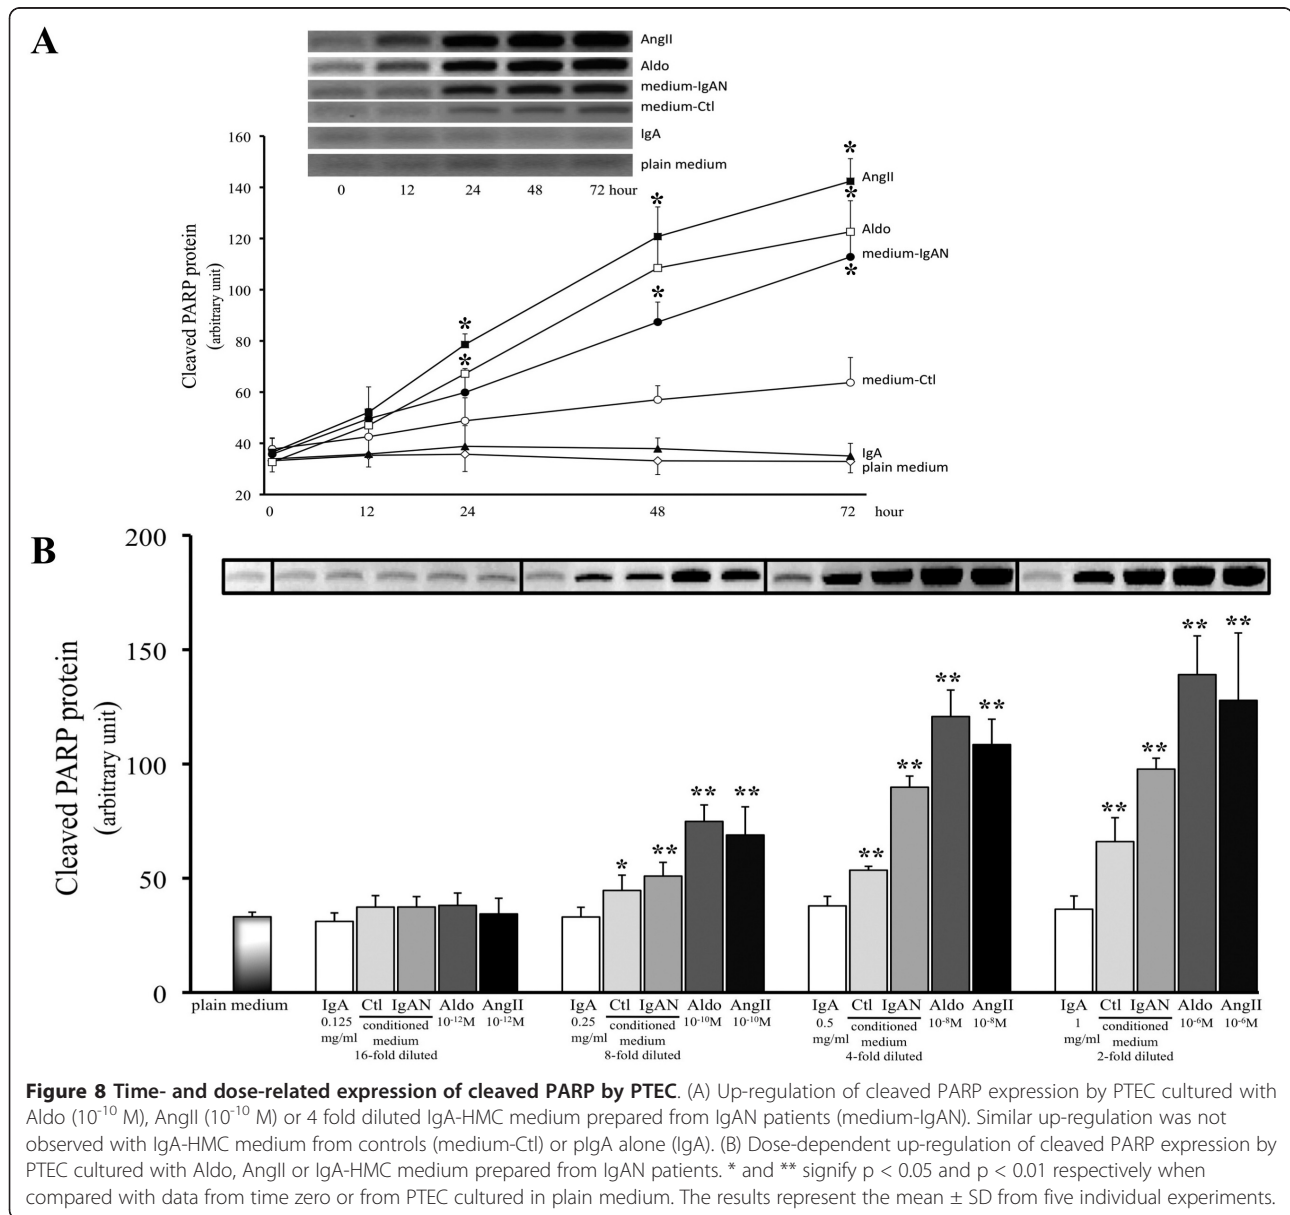 A
AngII
Aldo
medium-IgAN
medium-Ctl
IgA
plain medium
0 12 24 48 72 hour
160
140
120
100
80
60
40
20
Cleaved PARP protein
(arbitrary unit)
* * * * * * *
AngII
Aldo
medium-IgAN
medium-Ctl
IgA
plain medium
0 12 24 48 72 hour
B
200
150
100
50
0
Cleaved PARP protein
(arbitrary unit)
* ** ** ** ** ** ** ** ** ** ** **
plain medium IgA Ctl IgAN Aldo AngII IgA Ctl IgAN Aldo AngII IgA Ctl IgAN Aldo AngII IgA Ctl IgAN Aldo AngII
0.125 mg/ml conditioned medium 10⁻¹²M 10⁻¹²M 0.25 mg/ml conditioned medium 10⁻¹⁰M 10⁻¹⁰M 0.5 mg/ml conditioned medium 10⁻⁸M 10⁻⁸M 1 mg/ml conditioned medium 10⁻⁶M 10⁻⁶M
16-fold diluted 8-fold diluted 4-fold diluted 2-fold diluted
Figure 8 Time- and dose-related expression of cleaved PARP by PTEC. (A) Up-regulation of cleaved PARP expression by PTEC cultured with
Aldo (10⁻¹⁰ M), AngII (10⁻¹⁰ M) or 4 fold diluted IgA-HMC medium prepared from IgAN patients (medium-IgAN). Similar up-regulation was not
observed with IgA-HMC medium from controls (medium-Ctl) or pIgA alone (IgA). (B) Dose-dependent up-regulation of cleaved PARP expression by
PTEC cultured with Aldo, AngII or IgA-HMC medium prepared from IgAN patients. * and ** signify p < 0.05 and p < 0.01 respectively when
compared with data from time zero or from PTEC cultured in plain medium. The results represent the mean ± SD from five individual experiments.